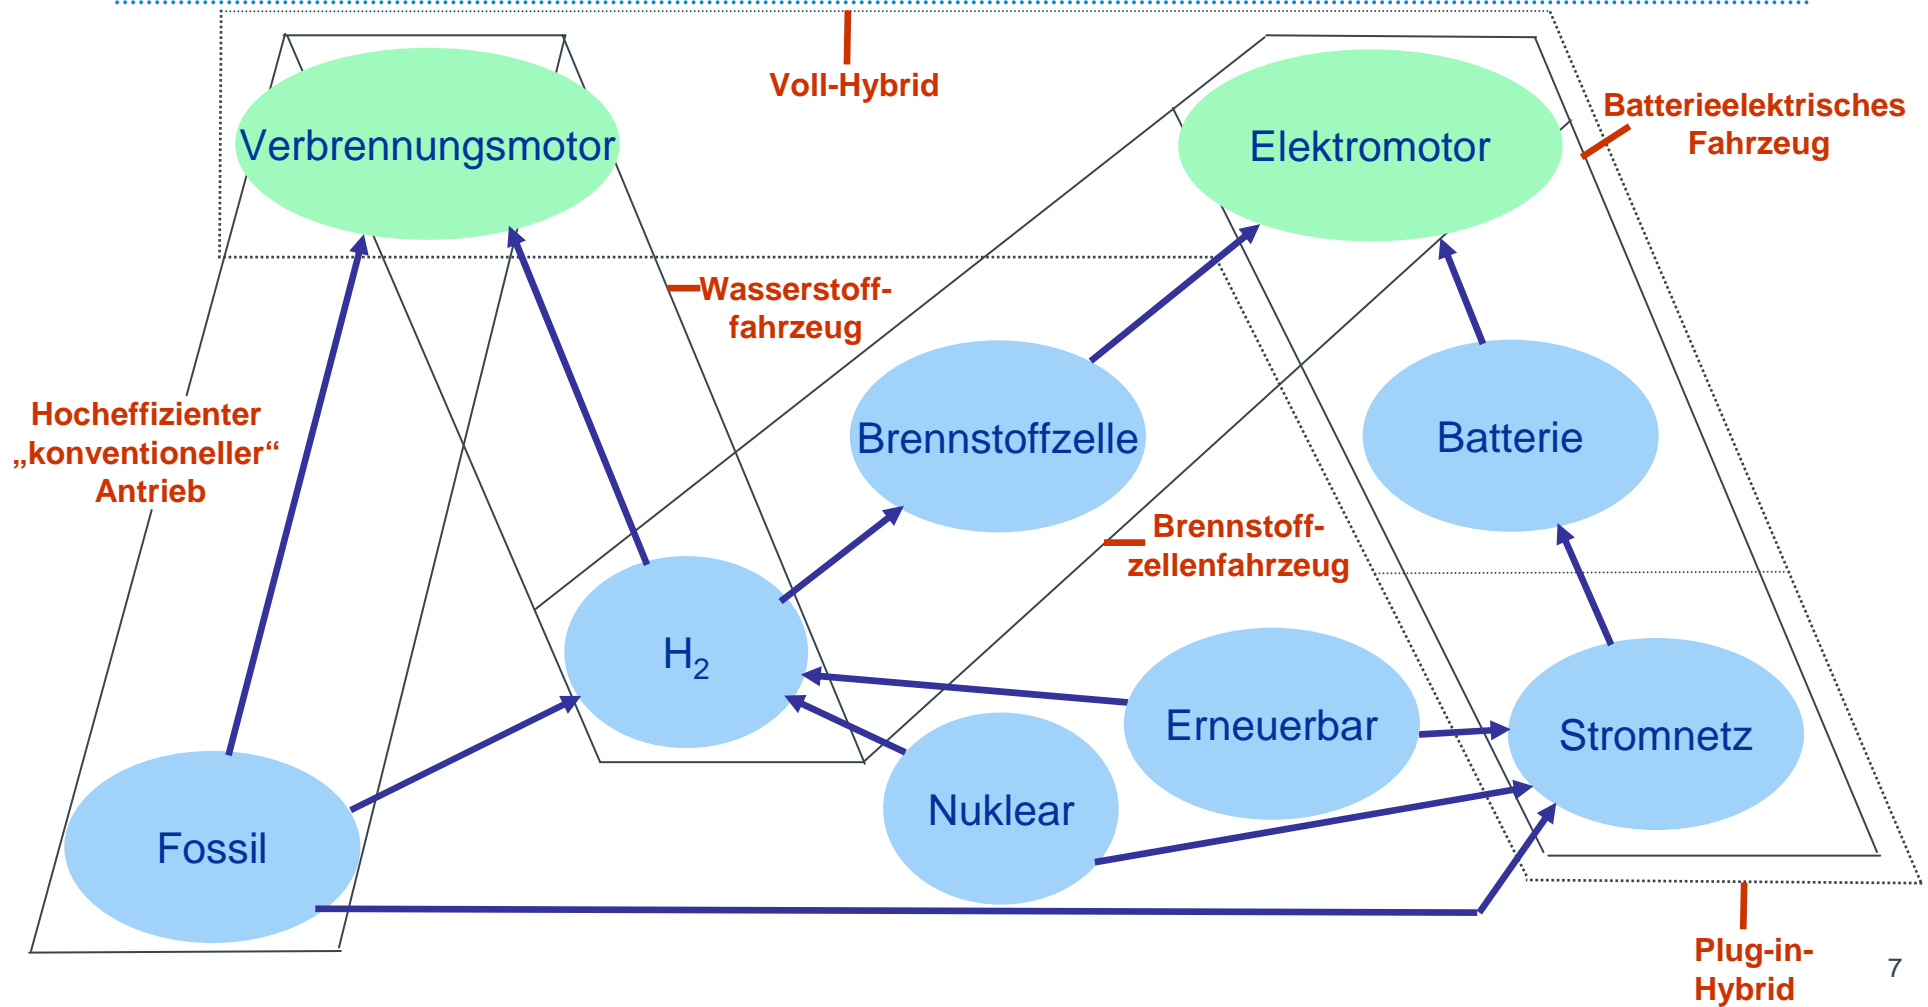 Voll-Hybrid
Batterieelektrisches
Fahrzeug
Verbrennungsmotor
Elektromotor
Wasserstoff-
fahrzeug
Hocheffizienter
„konventioneller“
Antrieb
Brennstoffzelle
Batterie
Brennstoff-
zellenfahrzeug
H₂
Erneuerbar
Stromnetz
Nuklear
Fossil
Plug-in-
Hybrid
7